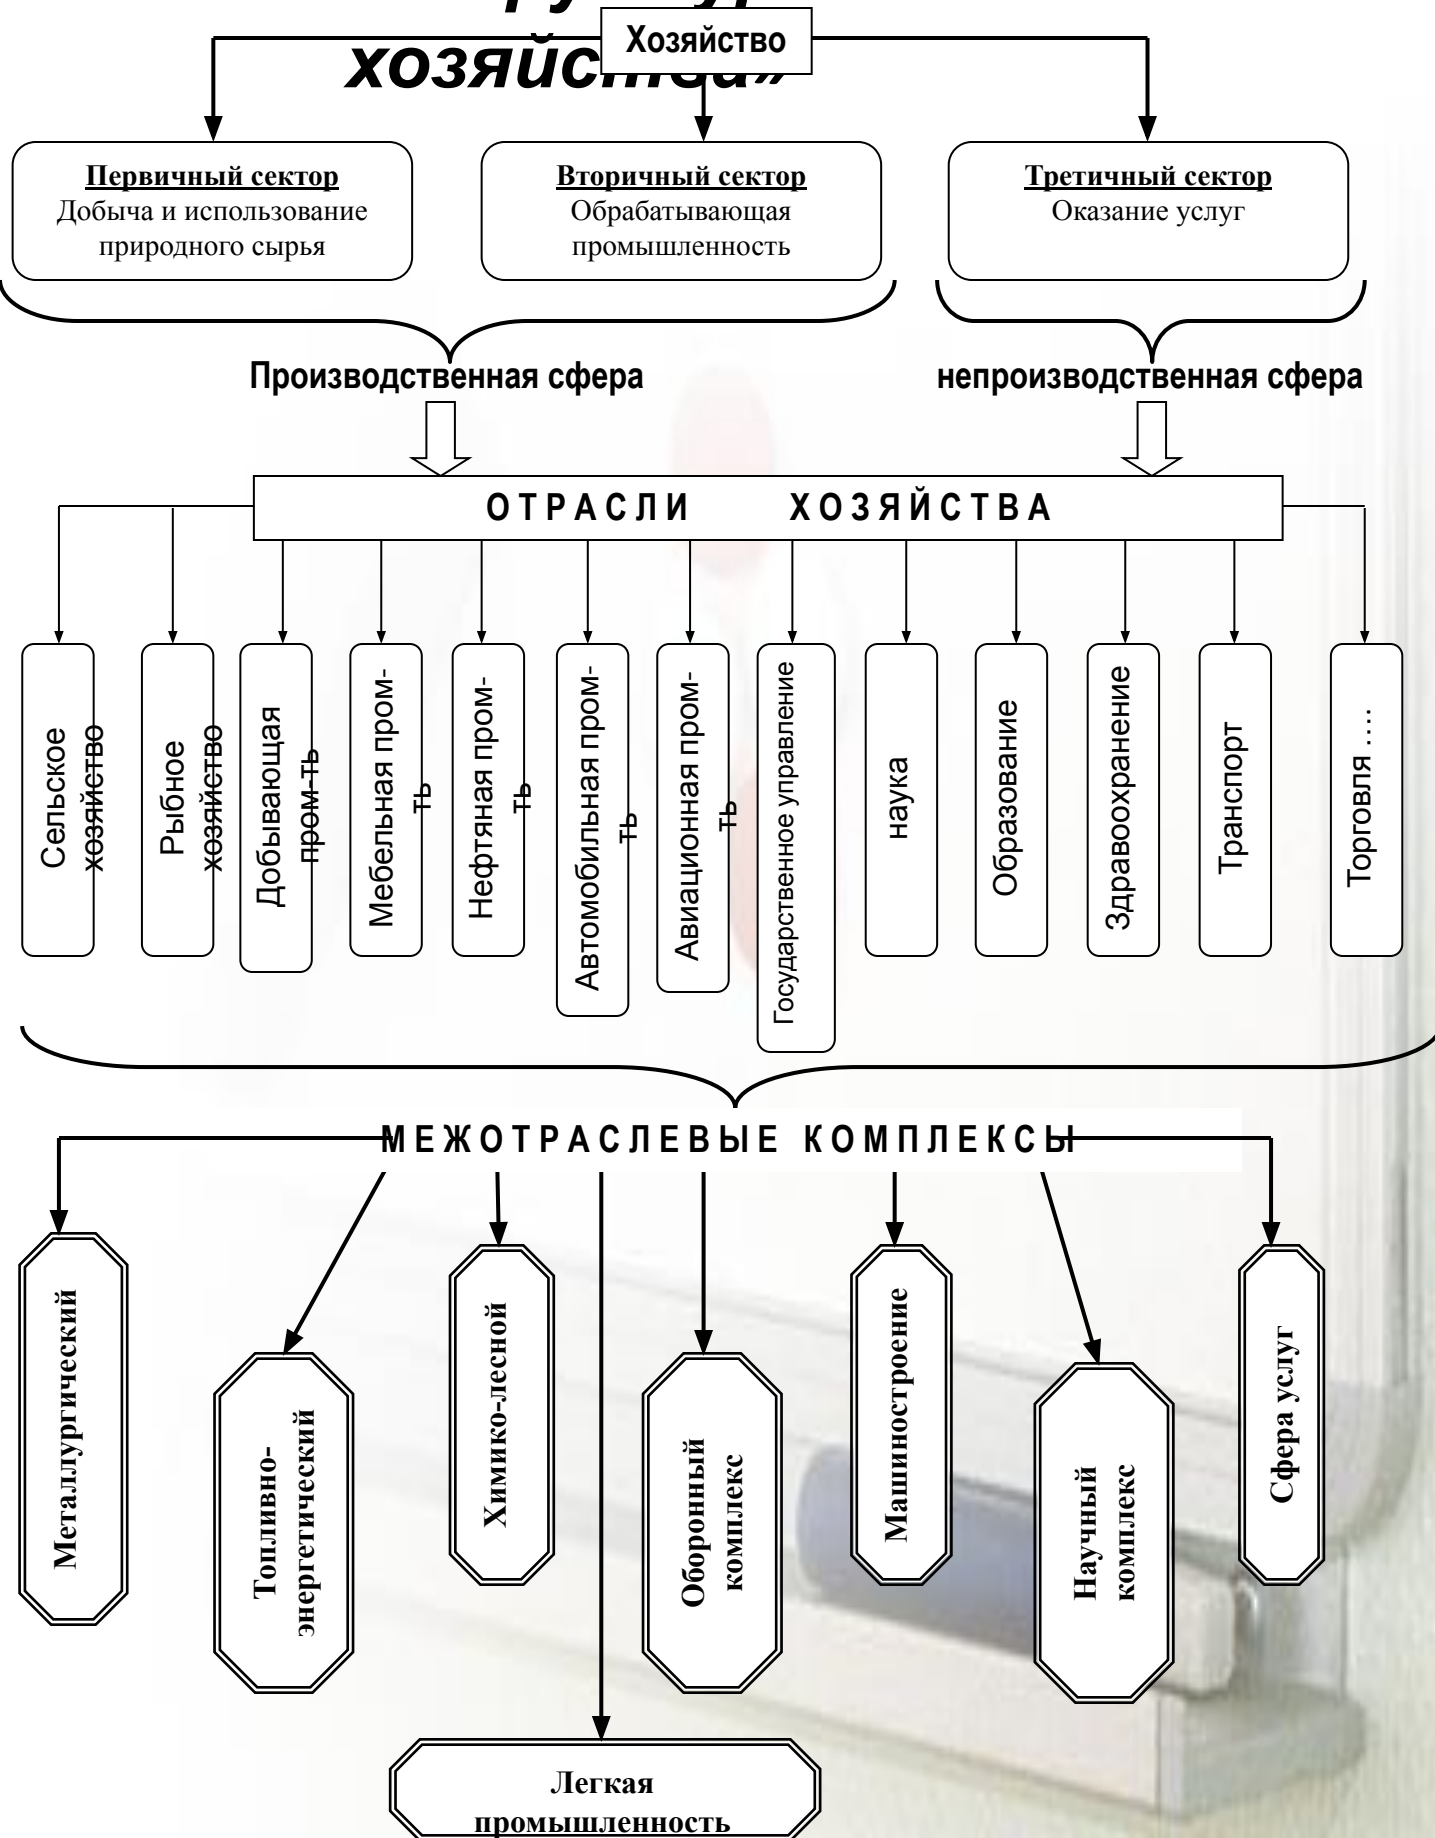 хозяйства»
Хозяйство
Первичный сектор
Добыча и использование
природного сырья
Вторичный сектор
Обрабатывающая
промышленность
Третичный сектор
Оказание услуг
Производственная сфера
непроизводственная сфера
ОТРАСЛИ ХОЗЯЙСТВА
Сельское
хозяйство
Рыбное
хозяйство
Добывающая
пром-ть
Мебельная пром-
ть
Нефтяная пром-
ть
Автомобильная пром-
ть
Авиационная пром-
ть
Государственное управление
наука
Образование
Здравоохранение
Транспорт
Торговля ....
МЕЖОТРАСЛЕВЫЕ КОМПЛЕКСЫ
Металлургический
Топливно-
энергетический
Химико-лесной
Оборонный
комплекс
Машиностроение
Научный
комплекс
Сфера услуг
Легкая
промышленность